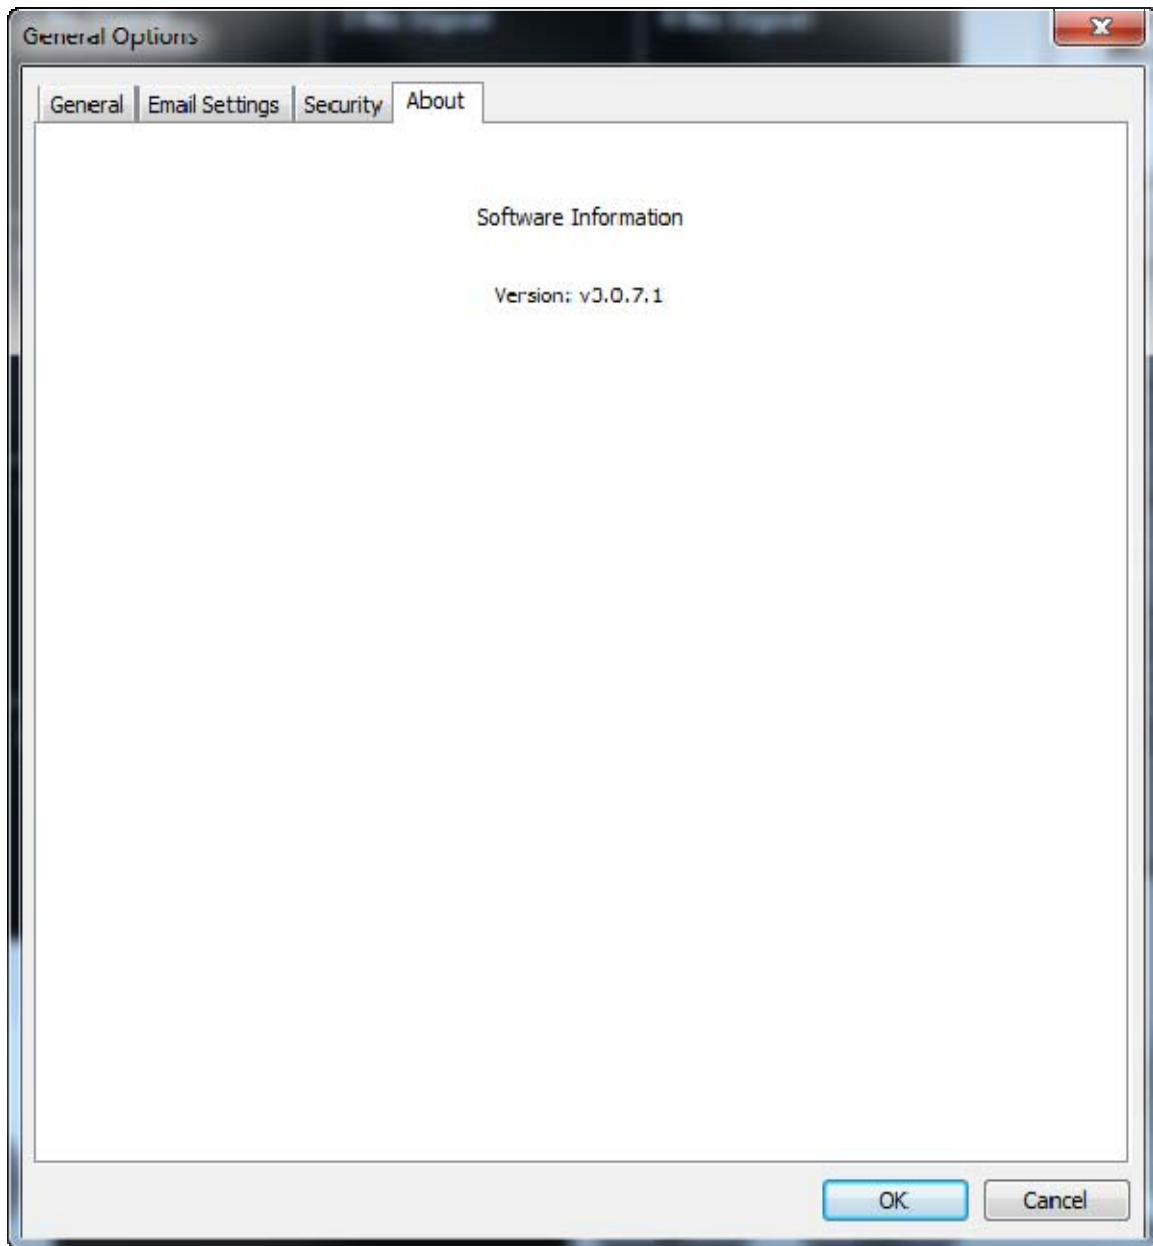 General Options
General
Email Settings
Security
About
Software Information
Version: v3.0.7.1
OK
Cancel